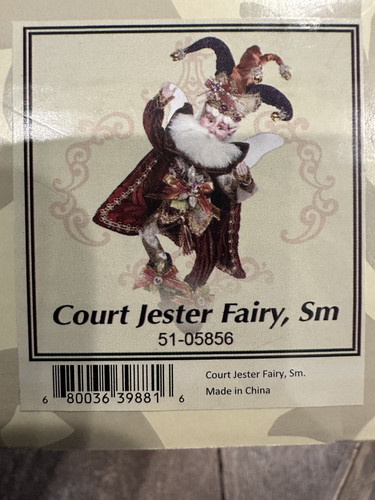 Court Jester Fairy, Sm
51-05856
Court Jester Fairy, Sm.
Made in China
6 80036 39881 6